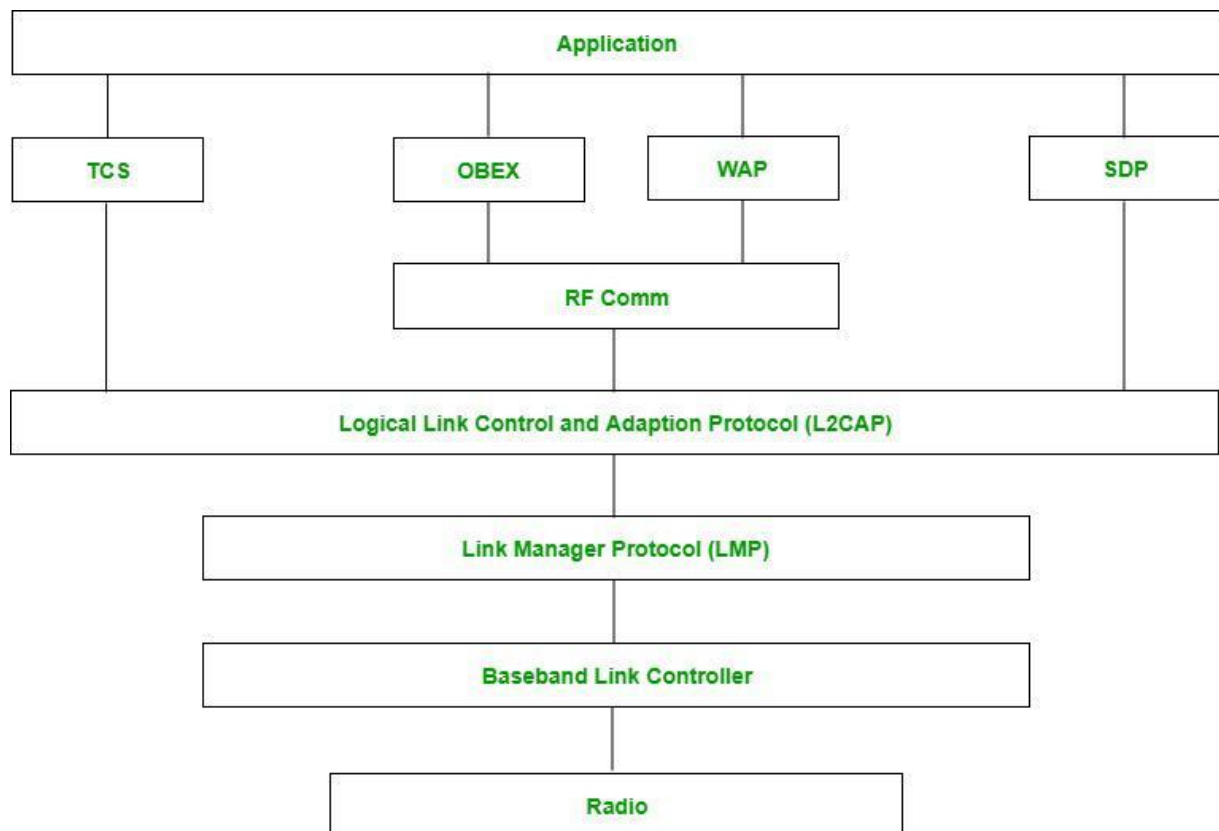 Application
TCS
OBEX
WAP
SDP
RF Comm
Logical Link Control and Adaption Protocol (L2CAP)
Link Manager Protocol (LMP)
Baseband Link Controller
Radio